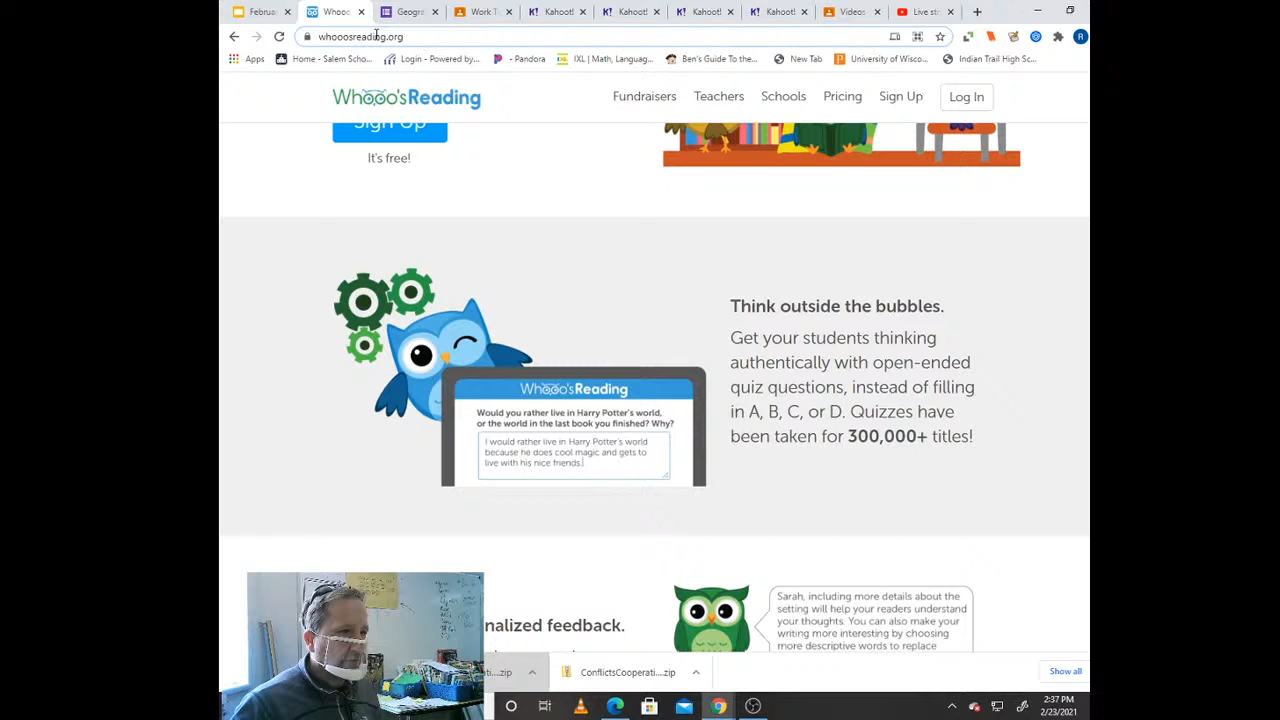 Februa
Whooo
Geogra
Work T
Kahoot!
Kahoot!
Kahoot!
Kahoot!
Videos
Live str
whooosreading.org
R
Apps
Home - Salem Scho...
Login - Powered by...
- Pandora
IXL | Math, Languag...
Ben's Guide To the...
New Tab
University of Wisco...
Indian Trail High Sc...
Whooo'sReading
Fundraisers
Teachers
Schools
Pricing
Sign Up
Log In
Sign Up
It's free!
Think outside the bubbles.
Get your students thinking
authentically with open-ended
quiz questions, instead of filling
in A, B, C, or D. Quizzes have
been taken for 300,000+ titles!
Whooo'sReading
Would you rather live in Harry Potter's world,
or the world in the last book you finished? Why?
I would rather live in Harry Potter's world
because he does cool magic and gets to
live with his nice friends.
nalized feedback.
Sarah, including more details about the
setting will help your readers understand
your thoughts. You can also make your
writing more interesting by choosing
more descriptive words to replace
ati....zip
ConflictsCooperati....zip
Show all
2:37 PM
2/23/2021